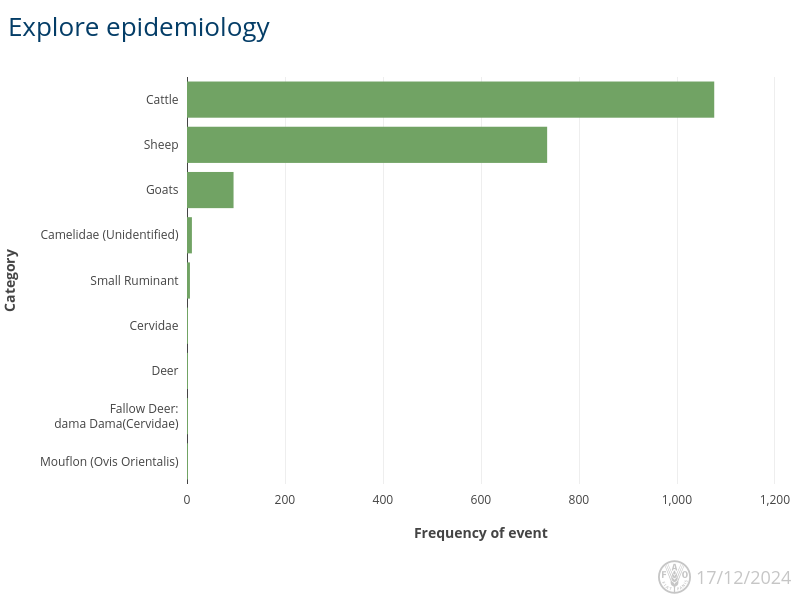 Explore epidemiology
Category
Cattle
Sheep
Goats
Camelidae (Unidentified)
Small Ruminant
Cervidae
Deer
Fallow Deer:
dama Dama(Cervidae)
Mouflon (Ovis Orientalis)
0 200 400 600 800 1,000 1,200
Frequency of event
FAO 17/12/2024